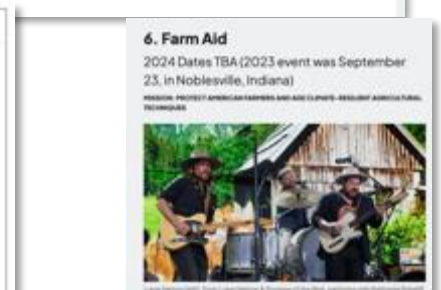 6. Farm Aid
2024 Dates TBA (2023 event was September
23, in Noblesville, Indiana)
MISSION: PROTECT AMERICAN FARMERS AND ADD CLIMATE-RESILIENT AGRICULTURAL
TECHNIQUES